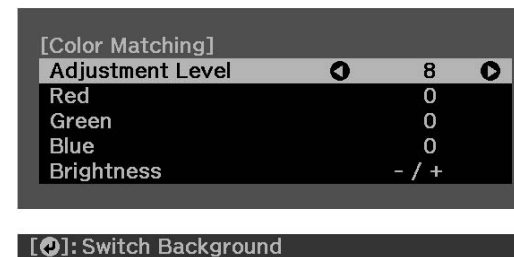 [Color Matching]
Adjustment Level 8
Red 0
Green 0
Blue 0
Brightness - / +
[↵]: Switch Background